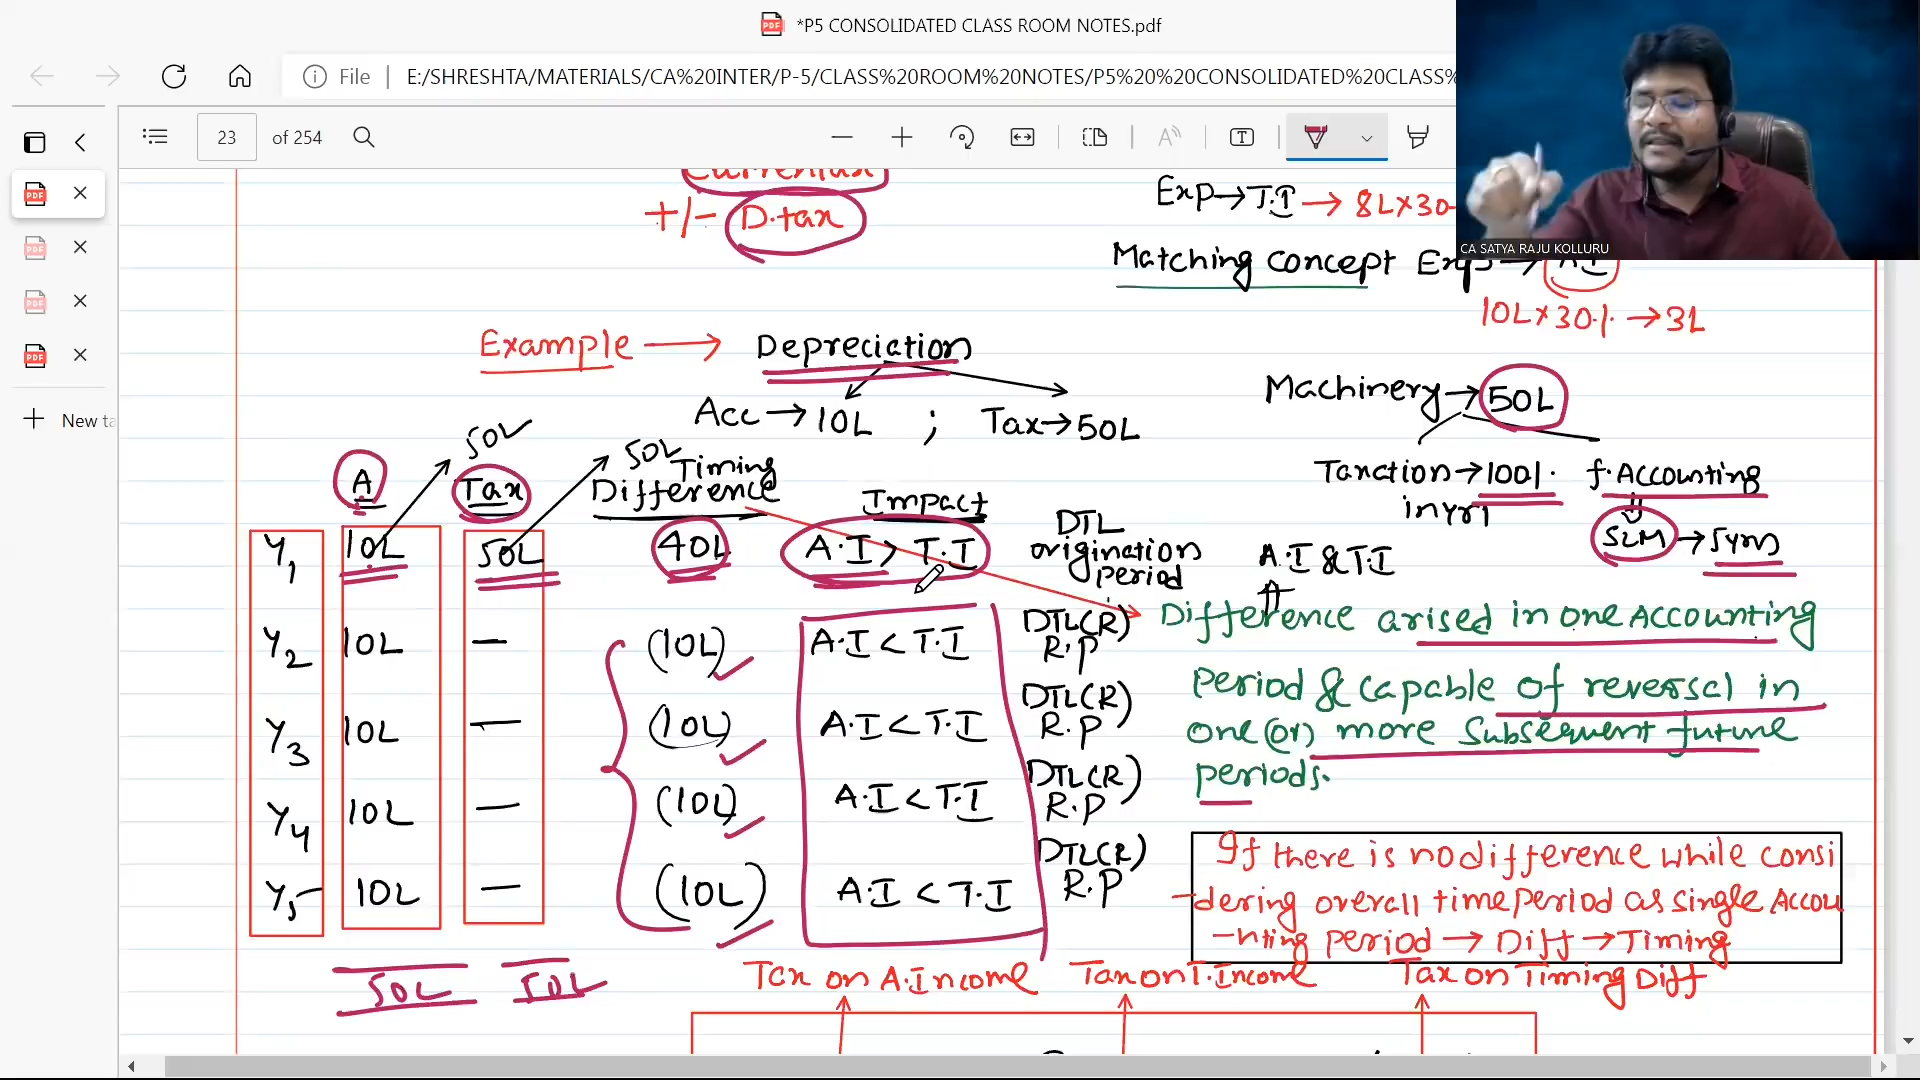 *P5 CONSOLIDATED CLASS ROOM NOTES.pdf
File
E:/SHRESHTA/MATERIALS/CA%20INTER/P-5/CLASS%20ROOM%20NOTES/P5%20%20CONSOLIDATED%20CLASS%
23 of 254
New ta
CA SATYA RAJU KOLLURU
+/- D.tax
Exp→T.I → 8L×30
Matching concept
10L×30% → 3L
Example → Depreciation
Acc → 10L ; Tax → 50L
Machinery → 50L
Taxation → 100% in yr1
f. Accounting
SLM → 5yrs
50L
50L
A Tax Timing Difference Impact
Y1 10L 50L 40L A.I > T.I DTL origination period
Y2 10L — (10L) A.I < T.I DTL(R) R.P
Y3 10L — (10L) A.I < T.I DTL(R) R.P
Y4 10L — (10L) A.I < T.I DTL(R) R.P
Y5 10L — (10L) A.I < T.I DTL(R) R.P
50L 50L
A.I & T.I
Difference arised in one Accounting
Period & capable of reversal in
one (or) more Subsequent future
periods.
If there is no difference while consi
-dering overall time period as single Accou
-nting period → Diff → Timing
Tax on A.Income Tax on T.Income Tax on Timing Diff